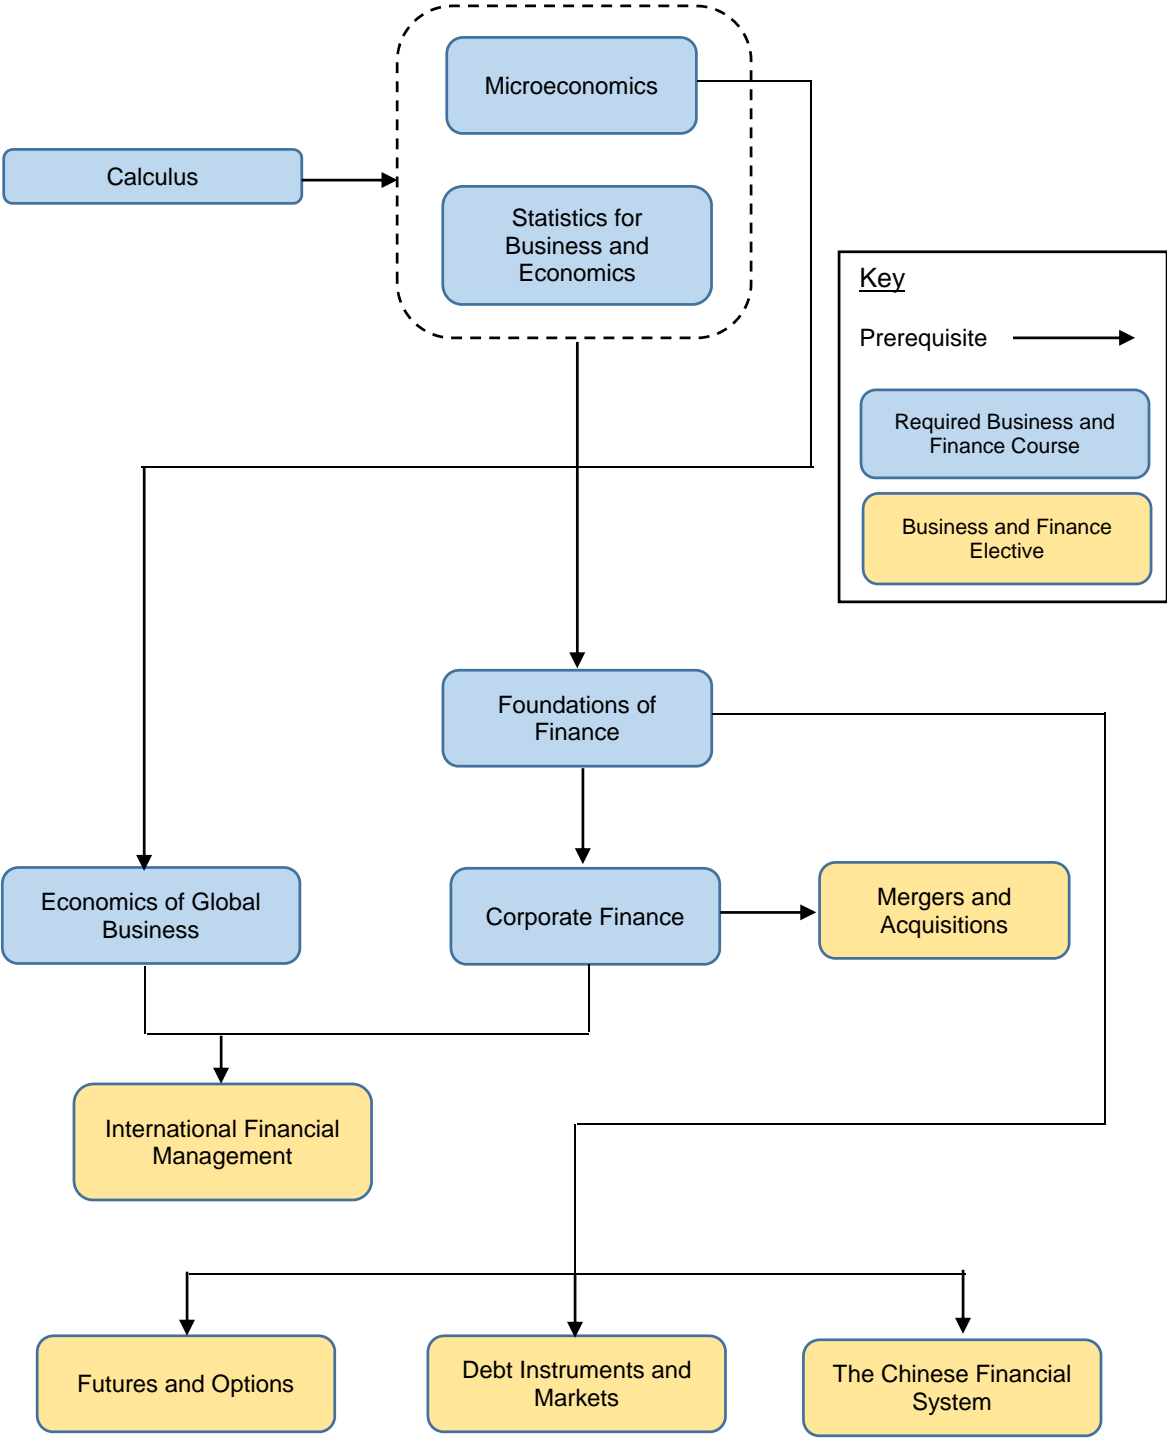 Microeconomics
Calculus
Statistics for
Business and
Economics
Key
Prerequisite
Required Business and
Finance Course
Business and Finance
Elective
Foundations of
Finance
Economics of Global
Business
Corporate Finance
Mergers and
Acquisitions
International Financial
Management
Futures and Options
Debt Instruments and
Markets
The Chinese Financial
System